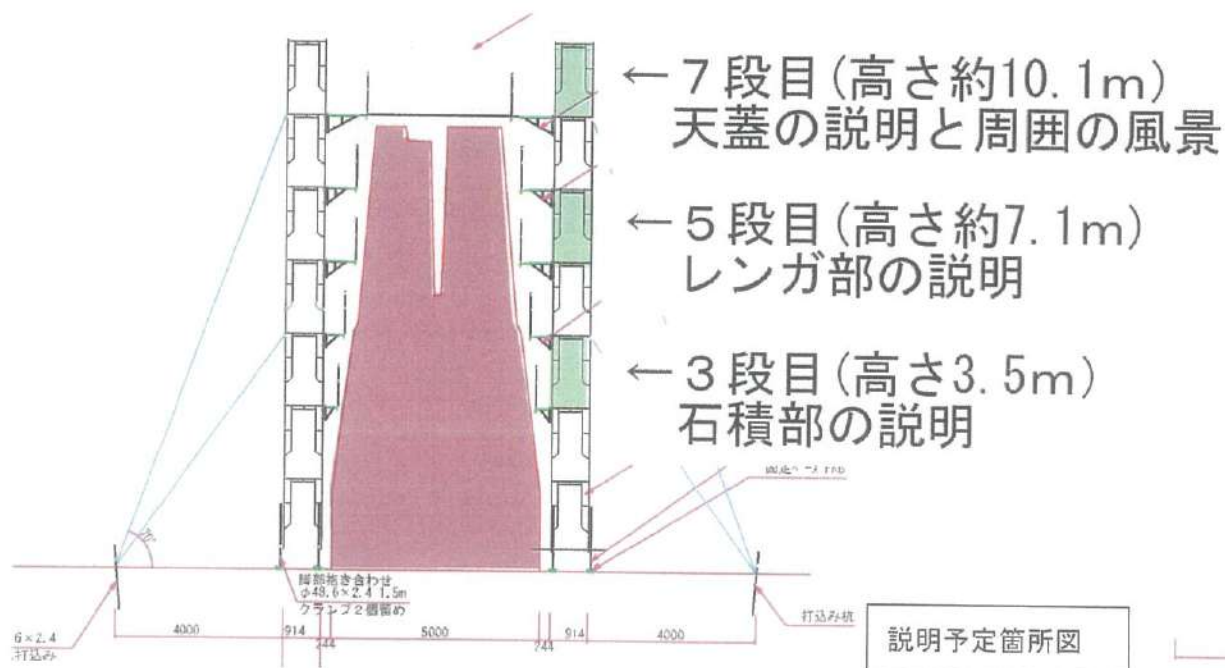 ←７段目(高さ約10.1m)
天蓋の説明と周囲の風景
←５段目(高さ約7.1m)
レンガ部の説明
←３段目(高さ3.5m)
石積部の説明
脚部抱き合わせ
φ48.6×2.4 1.5m
クランプ２個留め
打込み杭
6×2.4
打込み
4000
914
244
5000
244
914
4000
説明予定箇所図